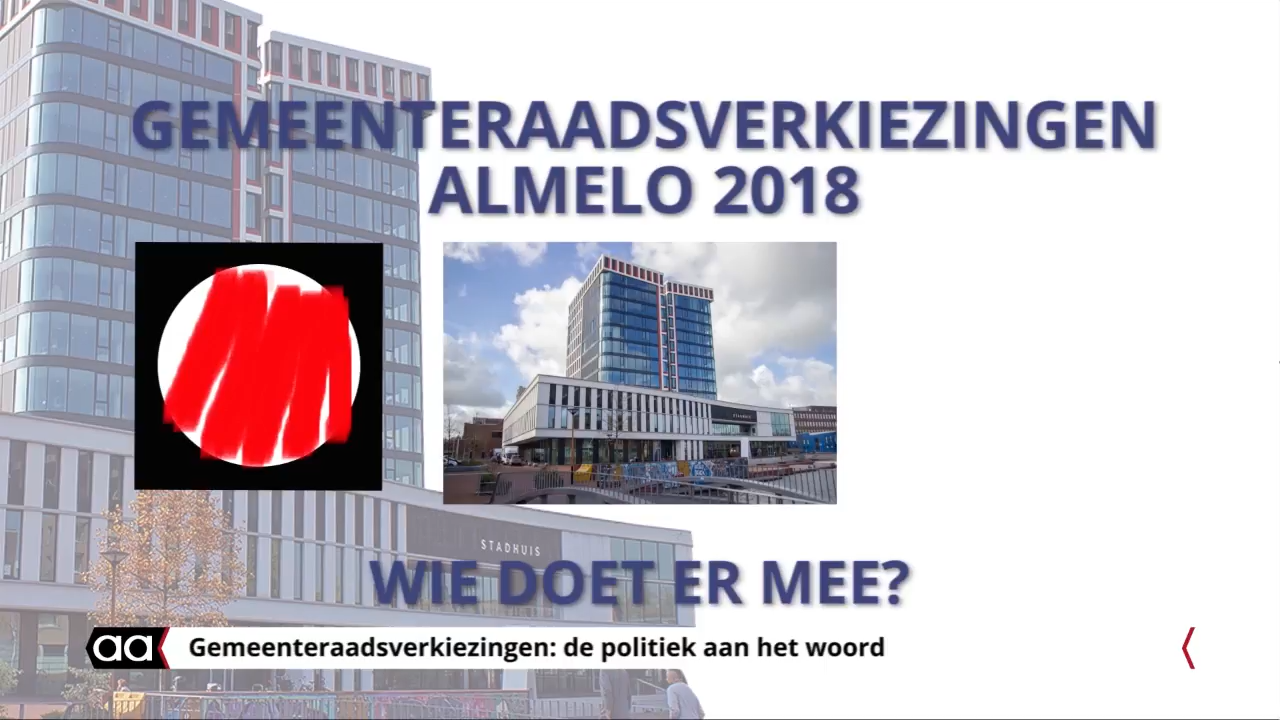 GEMEENTERAADSVERKIEZINGEN
ALMELO 2018
STADHUIS
WIE DOET ER MEE?
aa
Gemeenteraadsverkiezingen: de politiek aan het woord